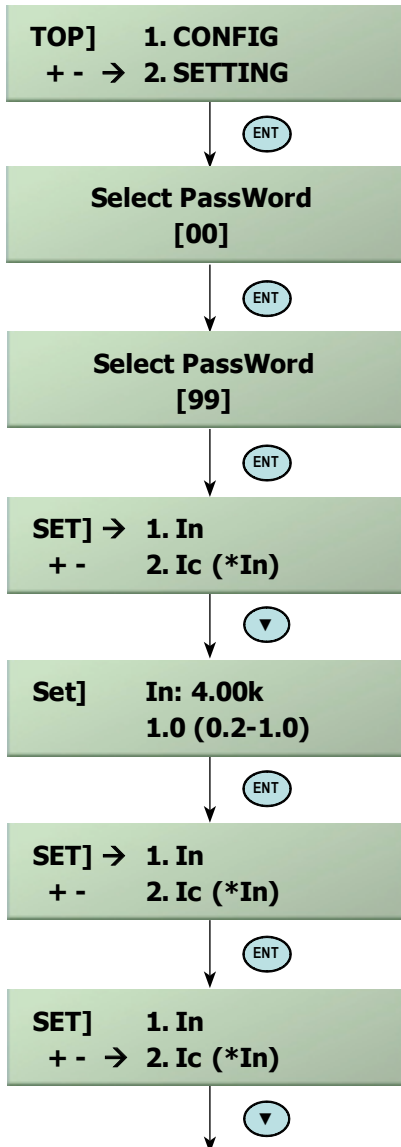 TOP] 1. CONFIG
+ - → 2. SETTING
ENT
Select PassWord
[00]
ENT
Select PassWord
[99]
ENT
SET] → 1. In
+ - 2. Ic (*In)
▼
Set] In: 4.00k
1.0 (0.2-1.0)
ENT
SET] → 1. In
+ - 2. Ic (*In)
ENT
SET] 1. In
+ - → 2. Ic (*In)
▼